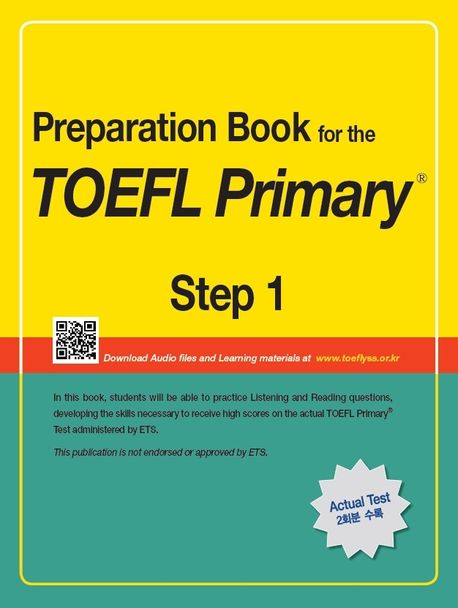 Preparation Book for the
TOEFL Primary®
Step 1
Download Audio files and Learning materials at www.toeflyss.or.kr
In this book, students will be able to practice Listening and Reading questions,
developing the skills necessary to receive high scores on the actual TOEFL Primary®
Test administered by ETS.
This publication is not endorsed or approved by ETS.
Actual Test
2회분 수록